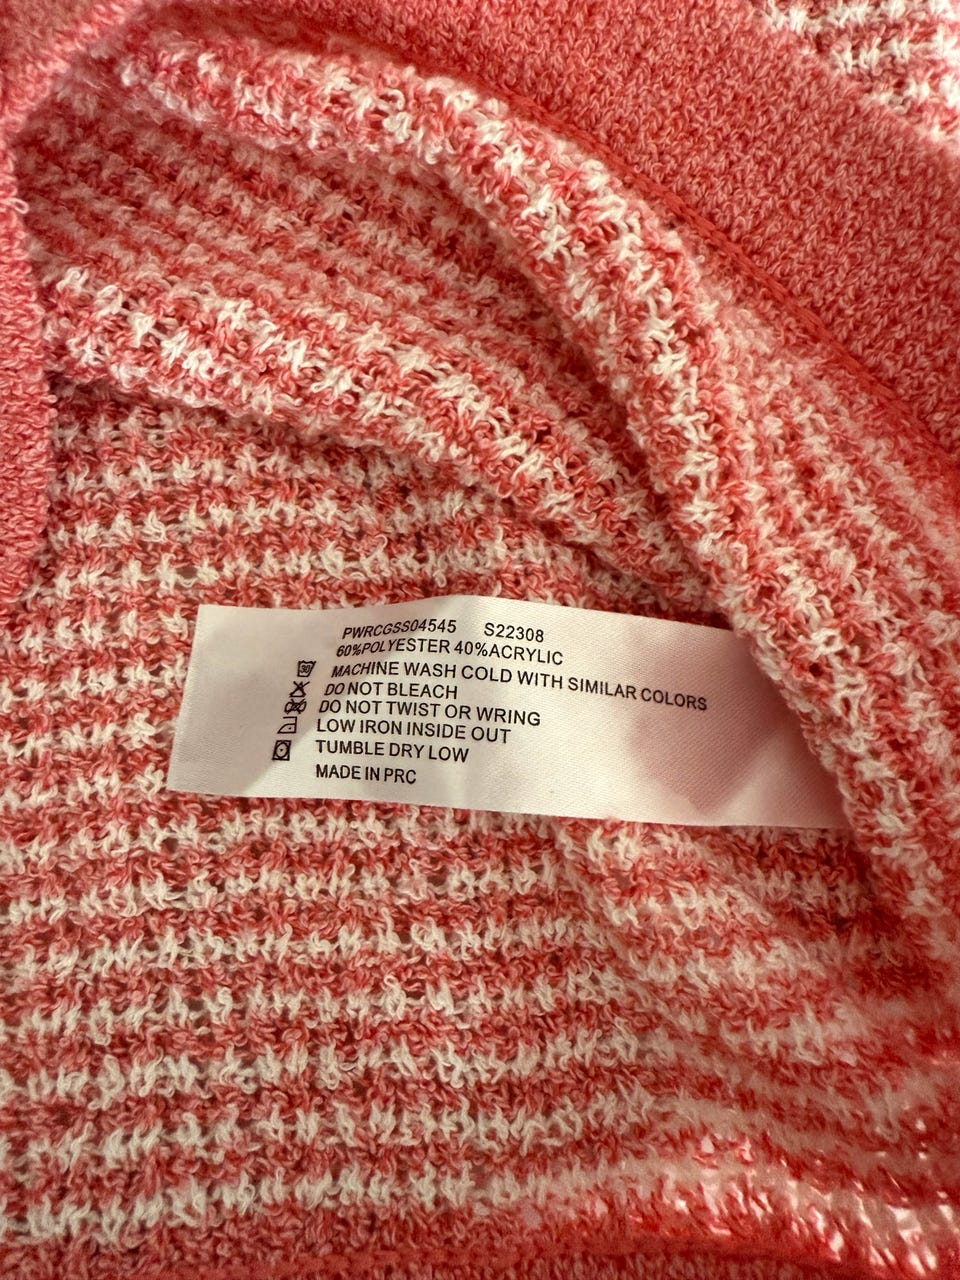 PWRCGSS04545 S22308
60%POLYESTER 40%ACRYLIC
30 MACHINE WASH COLD WITH SIMILAR COLORS
DO NOT BLEACH
DO NOT TWIST OR WRING
LOW IRON INSIDE OUT
TUMBLE DRY LOW
MADE IN PRC